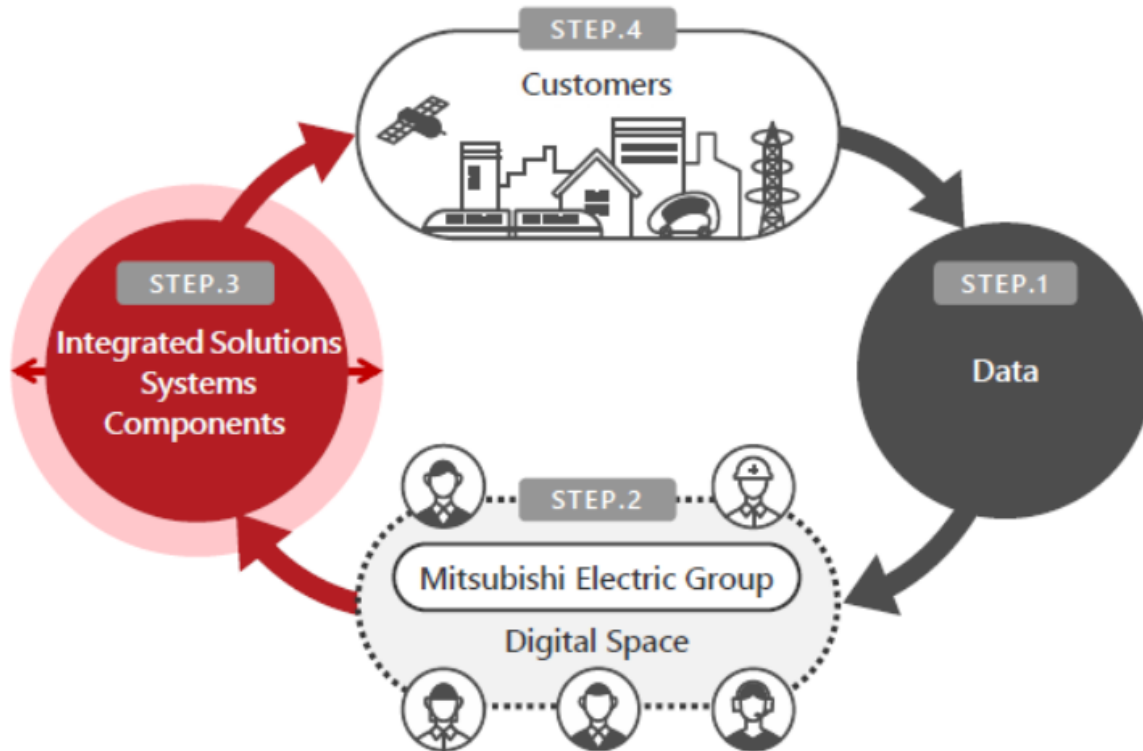 STEP.4
Customers
STEP.3
Integrated Solutions
Systems
Components
STEP.1
Data
STEP.2
Mitsubishi Electric Group
Digital Space